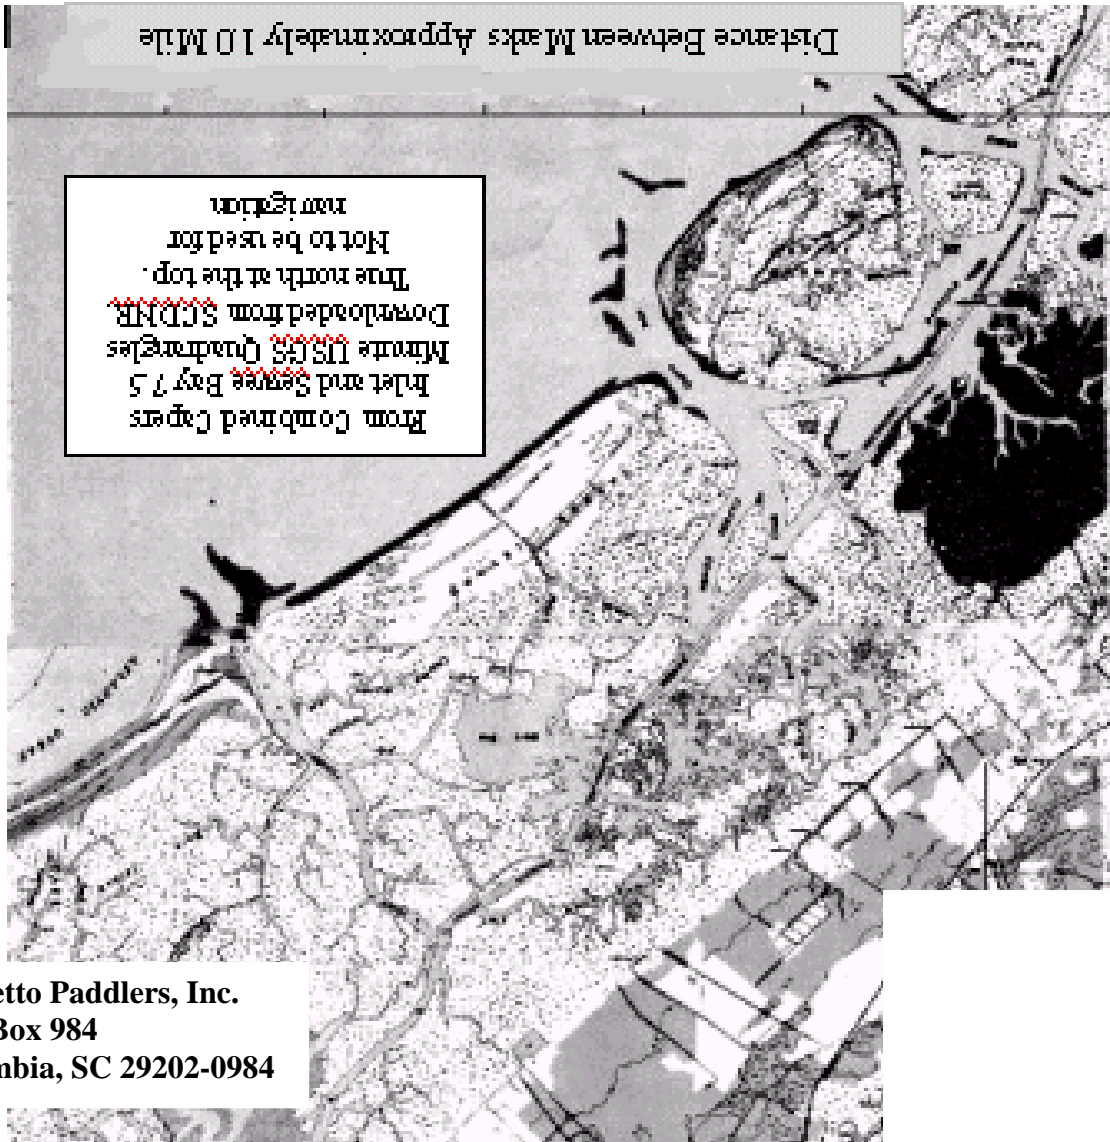 Distance Between Marks Approximately 1.0 Mile
From Combined Capers
Inlet and Sewee Bay 7.5
Minute USGS Quadrangles
Downloaded from SCDNR.
True north at the top.
Not to be used for
navigation
etto Paddlers, Inc.
Box 984
mbia, SC 29202-0984